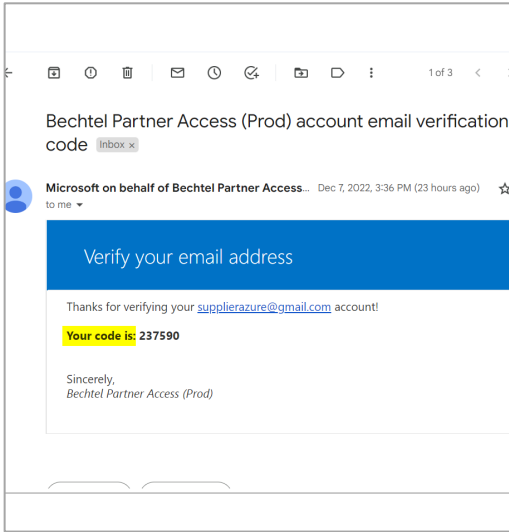 1 of 3
Bechtel Partner Access (Prod) account email verification
code Inbox ×
Microsoft on behalf of Bechtel Partner Access... Dec 7, 2022, 3:36 PM (23 hours ago)
to me
Verify your email address
Thanks for verifying your supplierazure@gmail.com account!
Your code is: 237590
Sincerely,
Bechtel Partner Access (Prod)